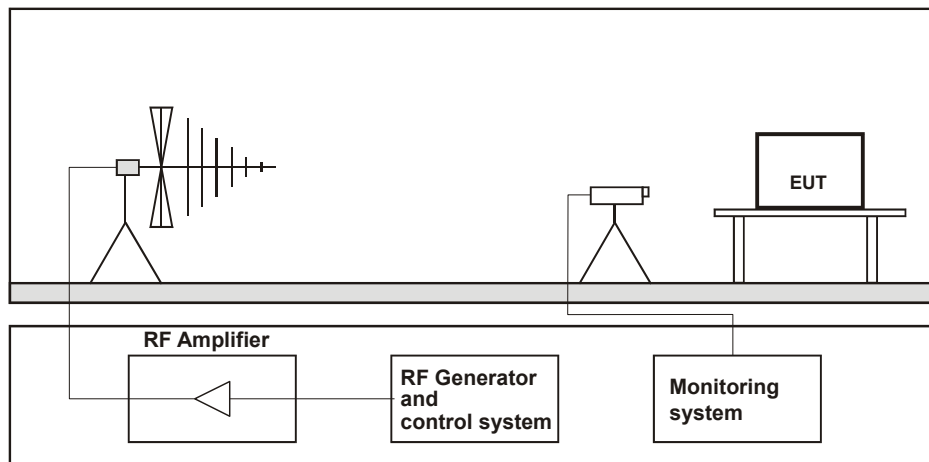 EUT
RF Amplifier
RF Generator
and
control system
Monitoring
system